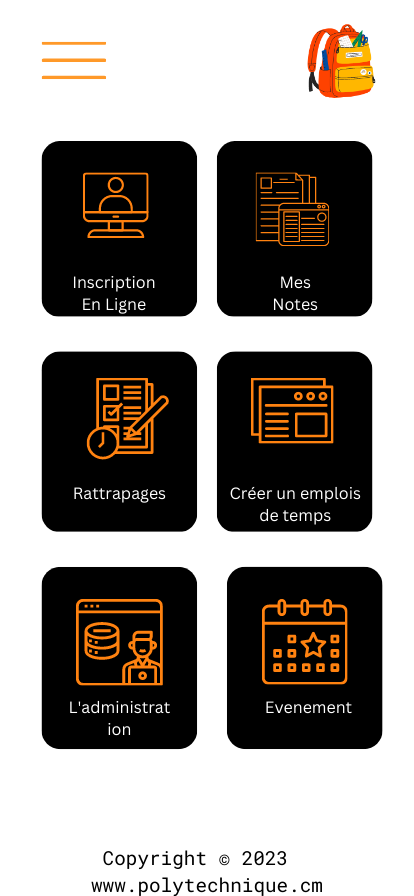 Inscription
En Ligne
Mes
Notes
Rattrapages
Créer un emplois
de temps
L'administrat
ion
Evenement
Copyright © 2023
www.polytechnique.cm